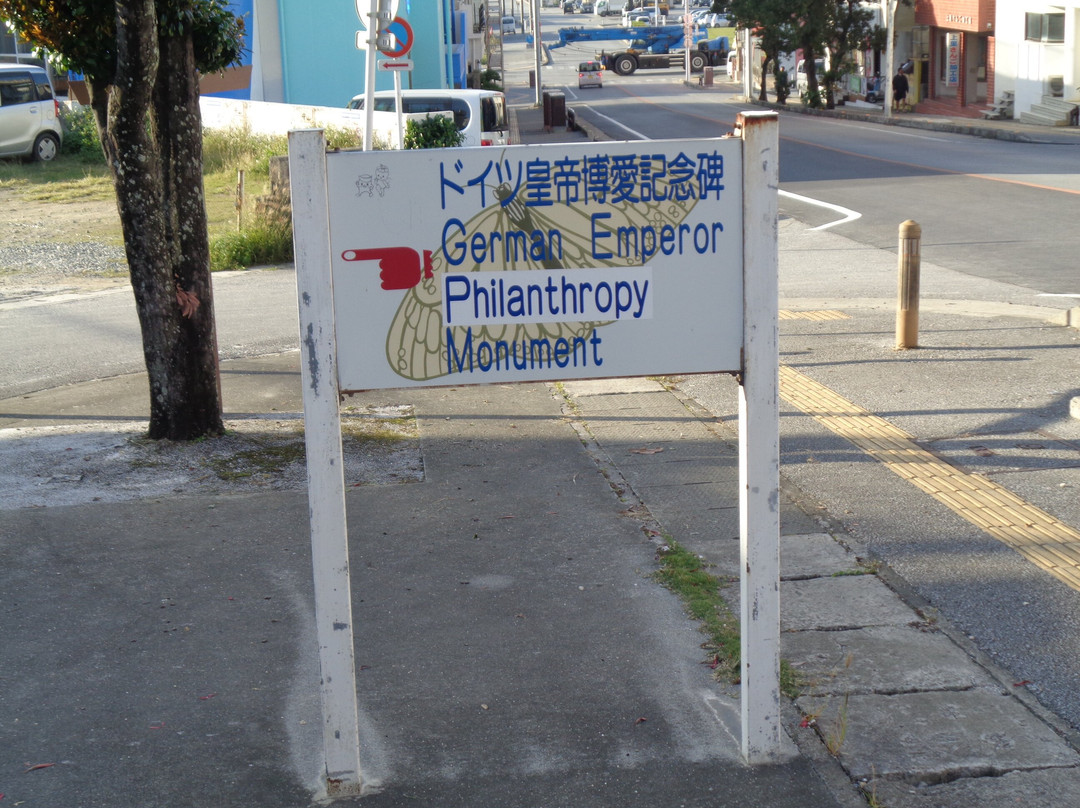 ドイツ皇帝博愛記念碑
German Emperor
Philanthropy
Monument